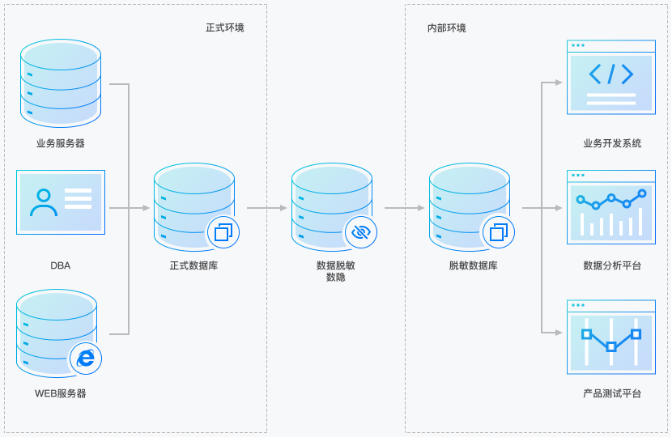 正式环境
内部环境
业务服务器
业务开发系统
DBA
正式数据库
数据脱敏
数隐
脱敏数据库
数据分析平台
WEB服务器
产品测试平台